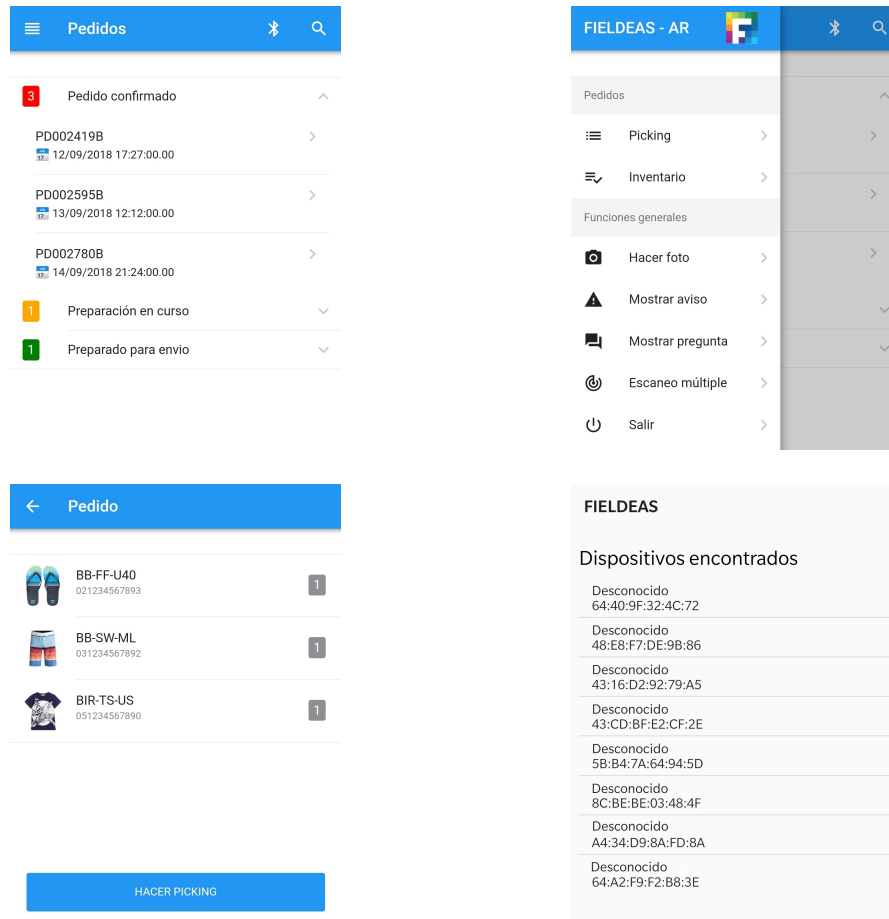 Pedidos
3 Pedido confirmado
PD002419B
12/09/2018 17:27:00.00
PD002595B
13/09/2018 12:12:00.00
PD002780B
14/09/2018 21:24:00.00
1 Preparación en curso
1 Preparado para envio
FIELDEAS - AR
Pedidos
Picking
Inventario
Funciones generales
Hacer foto
Mostrar aviso
Mostrar pregunta
Escaneo múltiple
Salir
Pedido
BB-FF-U40
021234567893
1
BB-SW-ML
031234567892
1
BIR-TS-US
051234567890
1
HACER PICKING
FIELDEAS
Dispositivos encontrados
Desconocido
64:40:9F:32:4C:72
Desconocido
48:E8:F7:DE:9B:86
Desconocido
43:16:D2:92:79:A5
Desconocido
43:CD:BF:E2:CF:2E
Desconocido
5B:B4:7A:64:94:5D
Desconocido
8C:BE:BE:03:48:4F
Desconocido
A4:34:D9:8A:FD:8A
Desconocido
64:A2:F9:F2:B8:3E